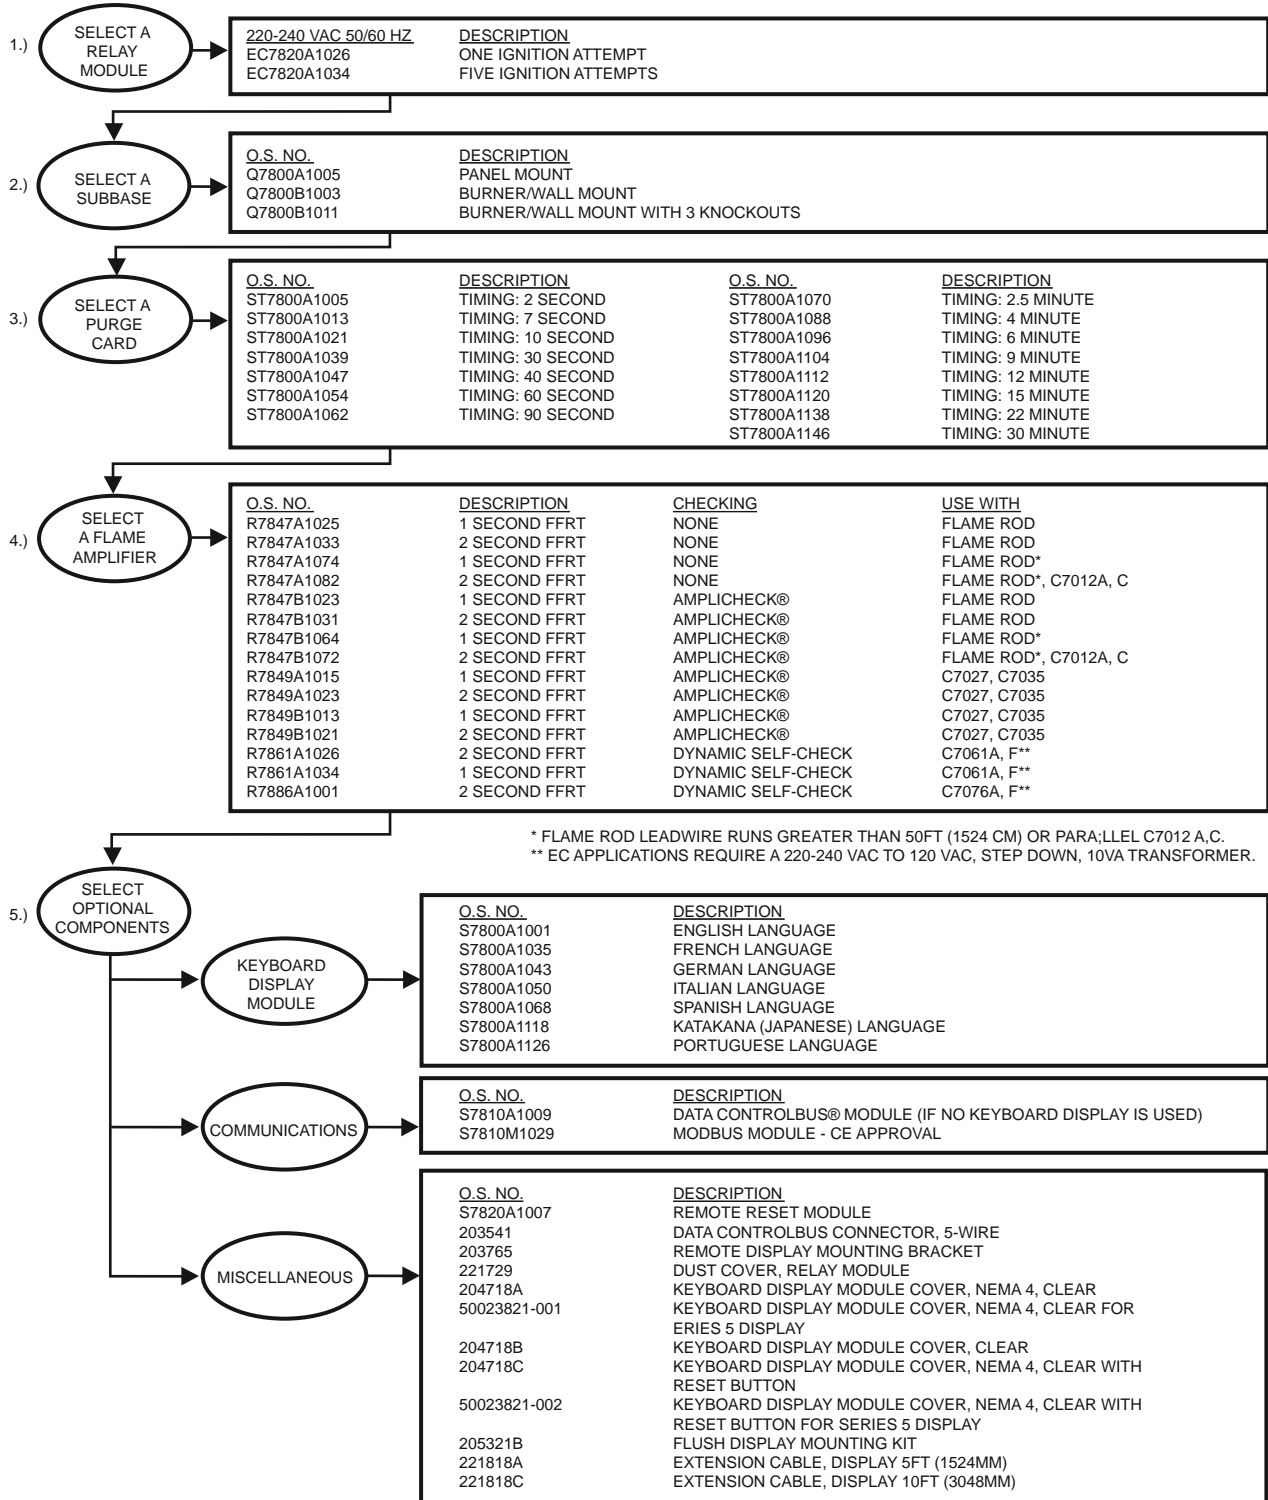 1.)
SELECT A
RELAY
MODULE
220-240 VAC 50/60 HZ DESCRIPTION
EC7820A1026 ONE IGNITION ATTEMPT
EC7820A1034 FIVE IGNITION ATTEMPTS
2.)
SELECT A
SUBBASE
O.S. NO. DESCRIPTION
Q7800A1005 PANEL MOUNT
Q7800B1003 BURNER/WALL MOUNT
Q7800B1011 BURNER/WALL MOUNT WITH 3 KNOCKOUTS
3.)
SELECT A
PURGE
CARD
O.S. NO. DESCRIPTION O.S. NO. DESCRIPTION
ST7800A1005 TIMING: 2 SECOND ST7800A1070 TIMING: 2.5 MINUTE
ST7800A1013 TIMING: 7 SECOND ST7800A1088 TIMING: 4 MINUTE
ST7800A1021 TIMING: 10 SECOND ST7800A1096 TIMING: 6 MINUTE
ST7800A1039 TIMING: 30 SECOND ST7800A1104 TIMING: 9 MINUTE
ST7800A1047 TIMING: 40 SECOND ST7800A1112 TIMING: 12 MINUTE
ST7800A1054 TIMING: 60 SECOND ST7800A1120 TIMING: 15 MINUTE
ST7800A1062 TIMING: 90 SECOND ST7800A1138 TIMING: 22 MINUTE
ST7800A1146 TIMING: 30 MINUTE
4.)
SELECT
A FLAME
AMPLIFIER
O.S. NO. DESCRIPTION CHECKING USE WITH
R7847A1025 1 SECOND FFRT NONE FLAME ROD
R7847A1033 2 SECOND FFRT NONE FLAME ROD
R7847A1074 1 SECOND FFRT NONE FLAME ROD*
R7847A1082 2 SECOND FFRT NONE FLAME ROD*, C7012A, C
R7847B1023 1 SECOND FFRT AMPLICHECK® FLAME ROD
R7847B1031 2 SECOND FFRT AMPLICHECK® FLAME ROD
R7847B1064 1 SECOND FFRT AMPLICHECK® FLAME ROD*
R7847B1072 2 SECOND FFRT AMPLICHECK® FLAME ROD*, C7012A, C
R7849A1015 1 SECOND FFRT AMPLICHECK® C7027, C7035
R7849A1023 2 SECOND FFRT AMPLICHECK® C7027, C7035
R7849B1013 1 SECOND FFRT AMPLICHECK® C7027, C7035
R7849B1021 2 SECOND FFRT AMPLICHECK® C7027, C7035
R7861A1026 2 SECOND FFRT DYNAMIC SELF-CHECK C7061A, F**
R7861A1034 1 SECOND FFRT DYNAMIC SELF-CHECK C7061A, F**
R7886A1001 2 SECOND FFRT DYNAMIC SELF-CHECK C7076A, F**
* FLAME ROD LEADWIRE RUNS GREATER THAN 50FT (1524 CM) OR PARA;LLEL C7012 A,C.
** EC APPLICATIONS REQUIRE A 220-240 VAC TO 120 VAC, STEP DOWN, 10VA TRANSFORMER.
5.)
SELECT
OPTIONAL
COMPONENTS
KEYBOARD
DISPLAY
MODULE
O.S. NO. DESCRIPTION
S7800A1001 ENGLISH LANGUAGE
S7800A1035 FRENCH LANGUAGE
S7800A1043 GERMAN LANGUAGE
S7800A1050 ITALIAN LANGUAGE
S7800A1068 SPANISH LANGUAGE
S7800A1118 KATAKANA (JAPANESE) LANGUAGE
S7800A1126 PORTUGUESE LANGUAGE
COMMUNICATIONS
O.S. NO. DESCRIPTION
S7810A1009 DATA CONTROLBUS® MODULE (IF NO KEYBOARD DISPLAY IS USED)
S7810M1029 MODBUS MODULE - CE APPROVAL
MISCELLANEOUS
O.S. NO. DESCRIPTION
S7820A1007 REMOTE RESET MODULE
203541 DATA CONTROLBUS CONNECTOR, 5-WIRE
203765 REMOTE DISPLAY MOUNTING BRACKET
221729 DUST COVER, RELAY MODULE
204718A KEYBOARD DISPLAY MODULE COVER, NEMA 4, CLEAR
50023821-001 KEYBOARD DISPLAY MODULE COVER, NEMA 4, CLEAR FOR
ERIES 5 DISPLAY
204718B KEYBOARD DISPLAY MODULE COVER, CLEAR
204718C KEYBOARD DISPLAY MODULE COVER, NEMA 4, CLEAR WITH
RESET BUTTON
50023821-002 KEYBOARD DISPLAY MODULE COVER, NEMA 4, CLEAR WITH
RESET BUTTON FOR SERIES 5 DISPLAY
205321B FLUSH DISPLAY MOUNTING KIT
221818A EXTENSION CABLE, DISPLAY 5FT (1524MM)
221818C EXTENSION CABLE, DISPLAY 10FT (3048MM)